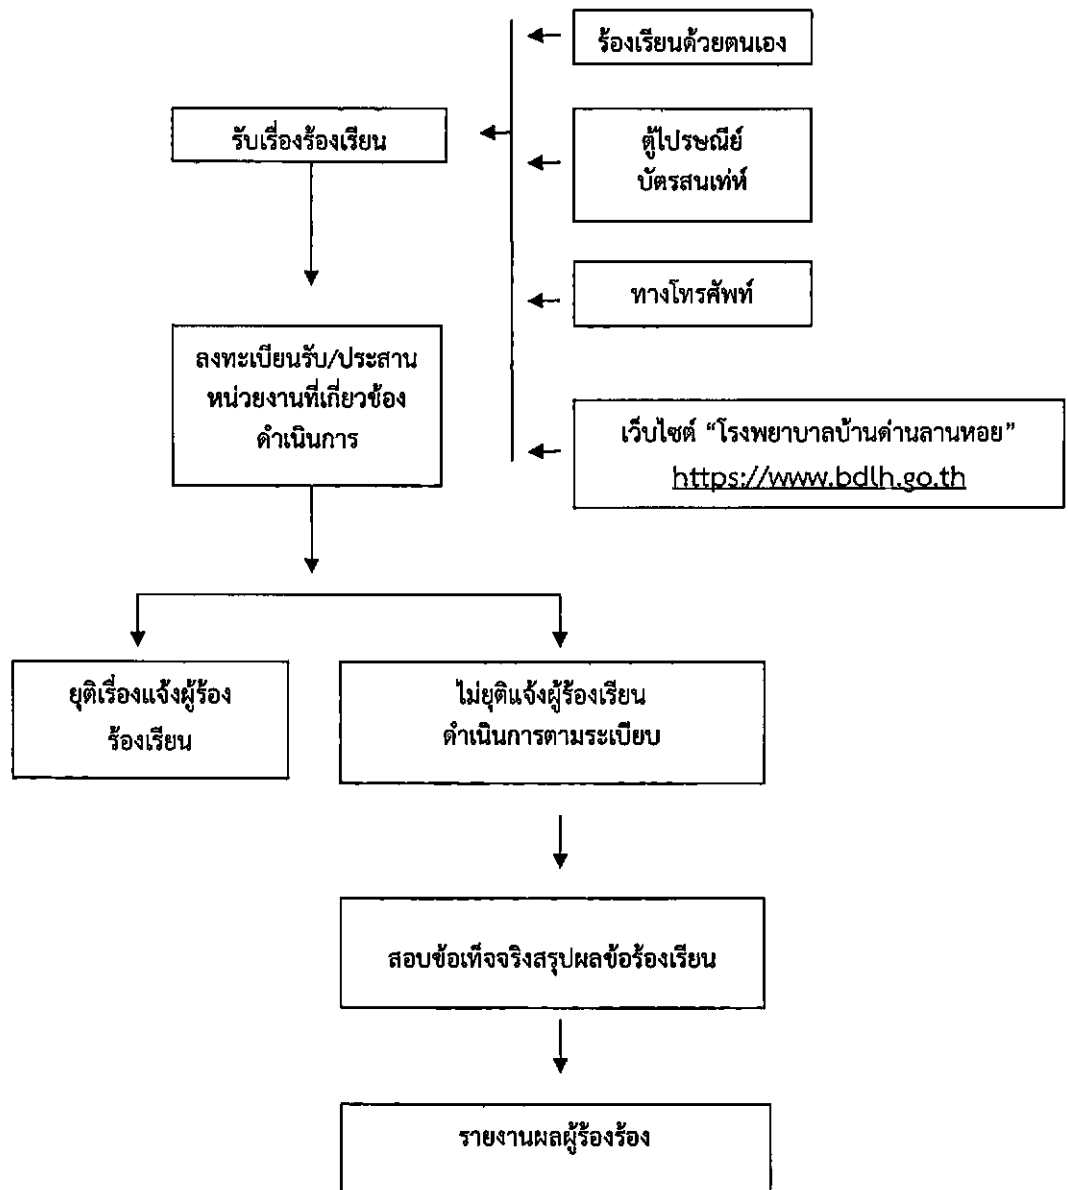 ร้องเรียนด้วยตนเอง
รับเรื่องร้องเรียน
ตู้ไปรษณีย์
บัตรสนเท่ห์
ทางโทรศัพท์
ลงทะเบียนรับ/ประสาน
หน่วยงานที่เกี่ยวข้อง
ดำเนินการ
เว็บไซต์ “โรงพยาบาลบ้านด่านลานหอย”
https://www.bdlh.go.th
ยุติเรื่องแจ้งผู้ร้อง
ร้องเรียน
ไม่ยุติแจ้งผู้ร้องเรียน
ดำเนินการตามระเบียบ
สอบข้อเท็จจริงสรุปผลข้อร้องเรียน
รายงานผลผู้ร้องร้อง